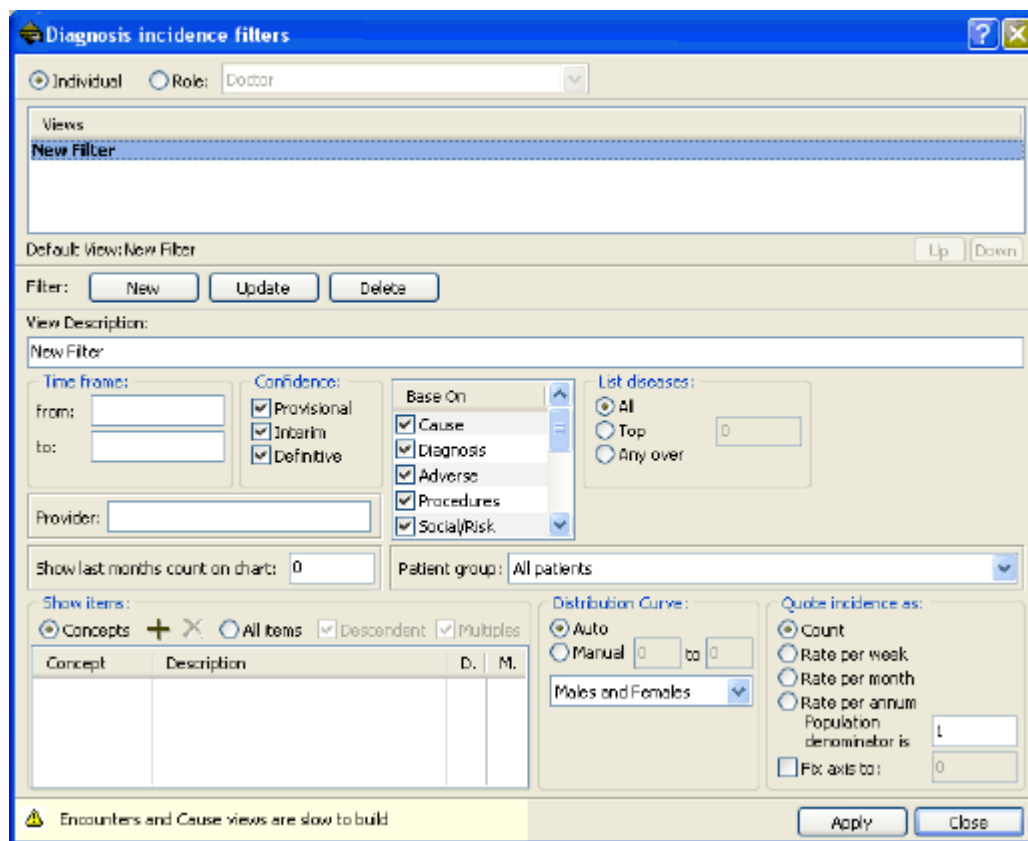 Diagnosis incidence filters
Individual Role: Doctor
Views
New Filter
Default View:New Filter Up Down
Filter: New Update Delete
View Description:
New Filter
Time frame: Confidence: Base On List diseases:
from: Provisional Cause All
to: Interim Diagnosis Top 0
Definitive Adverse Any over
Procedures
Provider: Social/Risk
Show last months count on chart: 0 Patient group: All patients
Show items: Distribution Curve: Quote incidence as:
Concepts All items Descendent Multiples Auto Count
Concept Description D. M. Manual 0 to 0 Rate per week
Males and Females Rate per month
Rate per annum
Population
denominator is 1
Fix axis to: 0
Encounters and Cause views are slow to build Apply Close